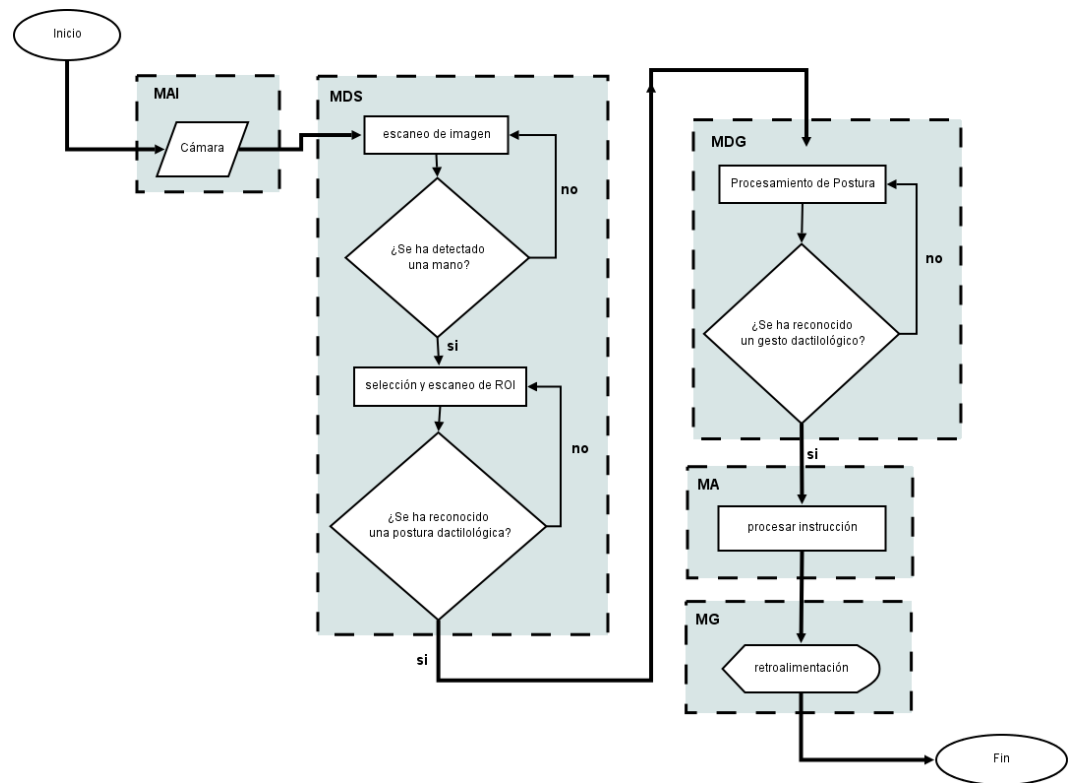 Inicio
MAI
Cámara
MDS
escaneo de imagen
no
¿Se ha detectado
una mano?
si
selección y escaneo de ROI
no
¿Se ha reconocido
una postura dactilológica?
si
MDG
Procesamiento de Postura
no
¿Se ha reconocido
un gesto dactilológico?
si
MA
procesar instrucción
MG
retroalimentación
Fin